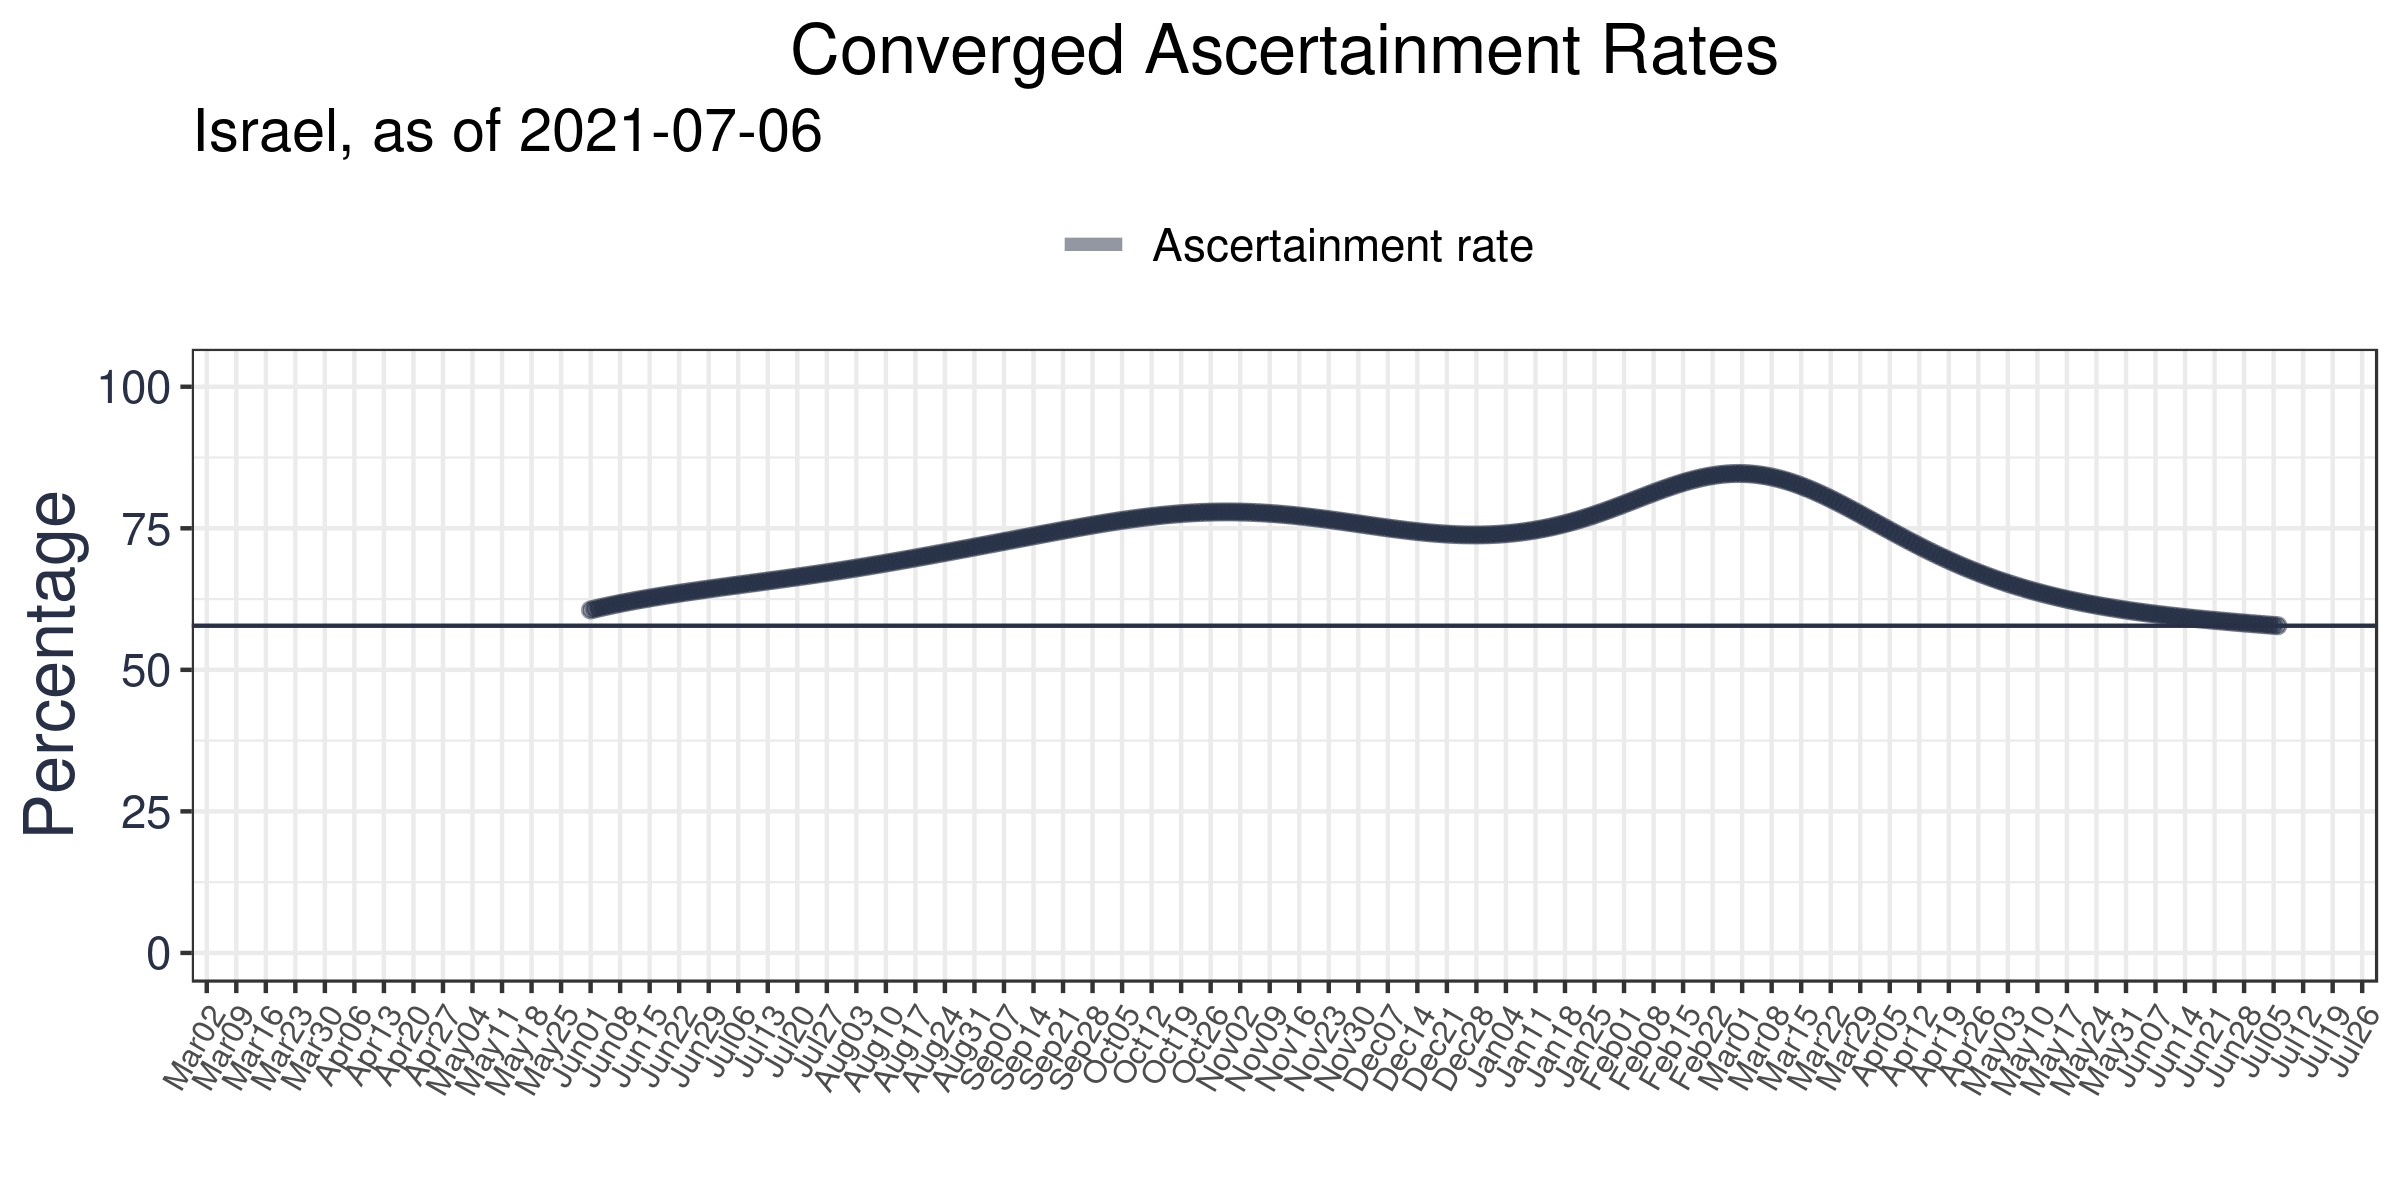 Converged Ascertainment Rates
Israel, as of 2021-07-06
Ascertainment rate
Percentage
100
75
50
25
0
Mar02
Mar09
Mar16
Mar23
Mar30
Apr06
Apr13
Apr20
Apr27
May04
May11
May18
May25
Jun01
Jun08
Jun15
Jun22
Jun29
Jul06
Jul13
Jul20
Jul27
Aug03
Aug10
Aug17
Aug24
Aug31
Sep07
Sep14
Sep21
Sep28
Oct05
Oct12
Oct19
Oct26
Nov02
Nov09
Nov16
Nov23
Nov30
Dec07
Dec14
Dec21
Dec28
Jan04
Jan11
Jan18
Jan25
Feb01
Feb08
Feb15
Feb22
Mar01
Mar08
Mar15
Mar22
Mar29
Apr05
Apr12
Apr19
Apr26
May03
May10
May17
May24
May31
Jun07
Jun14
Jun21
Jun28
Jul05
Jul12
Jul19
Jul26